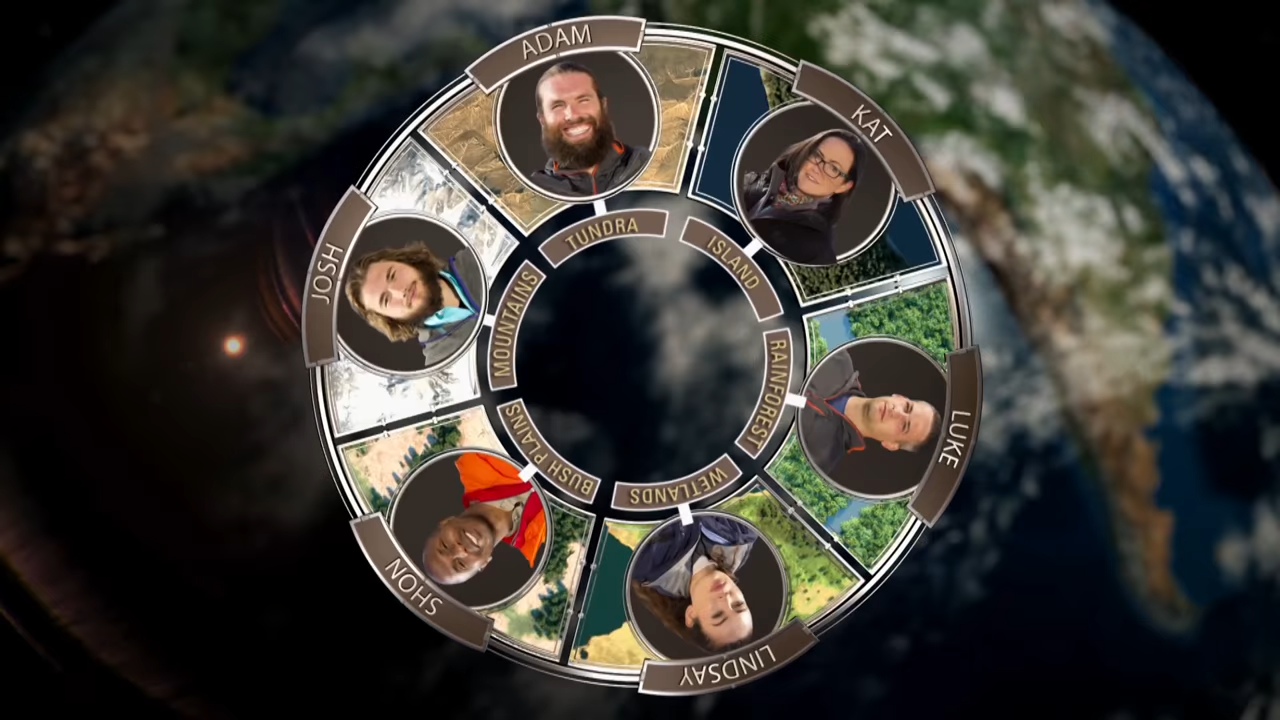 ADAM
TUNDRA
KAT
ISLAND
LUKE
RAINFOREST
LINDSAY
WETLANDS
SHON
BUSH PLAINS
JOSH
MOUNTAINS